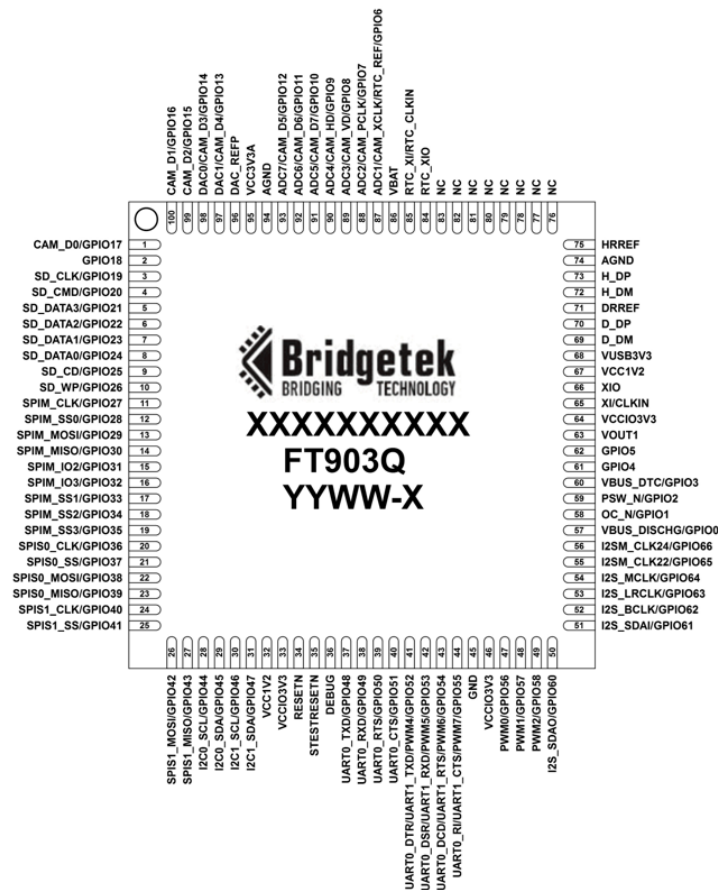 CAM_D1/GPIO16
CAM_D2/GPIO15
DAC0/CAM_D3/GPIO14
DAC1/CAM_D4/GPIO13
DAC_REFP
VCC3V3A
AGND
ADC7/CAM_D5/GPIO12
ADC6/CAM_D6/GPIO11
ADC5/CAM_D7/GPIO10
ADC4/CAM_HD/GPIO9
ADC3/CAM_VD/GPIO8
ADC2/CAM_PCLK/GPIO7
ADC1/CAM_XCLK/RTC_REF/GPIO6
VBAT
RTC_XI/RTC_CLKIN
RTC_XIO
NC
NC
NC
NC
NC
NC
NC
NC
100
99
98
97
96
95
94
93
92
91
90
89
88
87
86
85
84
83
82
81
80
79
78
77
76
CAM_D0/GPIO17 1
GPIO18 2
SD_CLK/GPIO19 3
SD_CMD/GPIO20 4
SD_DATA3/GPIO21 5
SD_DATA2/GPIO22 6
SD_DATA1/GPIO23 7
SD_DATA0/GPIO24 8
SD_CD/GPIO25 9
SD_WP/GPIO26 10
SPIM_CLK/GPIO27 11
SPIM_SS0/GPIO28 12
SPIM_MOSI/GPIO29 13
SPIM_MISO/GPIO30 14
SPIM_IO2/GPIO31 15
SPIM_IO3/GPIO32 16
SPIM_SS1/GPIO33 17
SPIM_SS2/GPIO34 18
SPIM_SS3/GPIO35 19
SPIS0_CLK/GPIO36 20
SPIS0_SS/GPIO37 21
SPIS0_MOSI/GPIO38 22
SPIS0_MISO/GPIO39 23
SPIS1_CLK/GPIO40 24
SPIS1_SS/GPIO41 25
Bridgetek
BRIDGING TECHNOLOGY
XXXXXXXXXX
FT903Q
YYWW-X
75 HRREF
74 AGND
73 H_DP
72 H_DM
71 DRREF
70 D_DP
69 D_DM
68 VUSB3V3
67 VCC1V2
66 XIO
65 XI/CLKIN
64 VCCIO3V3
63 VOUT1
62 GPIO5
61 GPIO4
60 VBUS_DTC/GPIO3
59 PSW_N/GPIO2
58 OC_N/GPIO1
57 VBUS_DISCHG/GPIO0
56 I2SM_CLK24/GPIO66
55 I2SM_CLK22/GPIO65
54 I2S_MCLK/GPIO64
53 I2S_LRCLK/GPIO63
52 I2S_BCLK/GPIO62
51 I2S_SDAI/GPIO61
26
27
28
29
30
31
32
33
34
35
36
37
38
39
40
41
42
43
44
45
46
47
48
49
50
SPIS1_MOSI/GPIO42
SPIS1_MISO/GPIO43
I2C0_SCL/GPIO44
I2C0_SDA/GPIO45
I2C1_SCL/GPIO46
I2C1_SDA/GPIO47
VCC1V2
VCCIO3V3
RESETN
STESTRESETN
DEBUG
UART0_TXD/GPIO48
UART0_RXD/GPIO49
UART0_RTS/GPIO50
UART0_CTS/GPIO51
UART0_DTR/UART1_TXD/PWM4/GPIO52
UART0_DSR/UART1_RXD/PWM5/GPIO53
UART0_DCD/UART1_RTS/PWM6/GPIO54
UART0_RI/UART1_CTS/PWM7/GPIO55
GND
VCCIO3V3
PWM0/GPIO56
PWM1/GPIO57
PWM2/GPIO58
I2S_SDAO/GPIO60